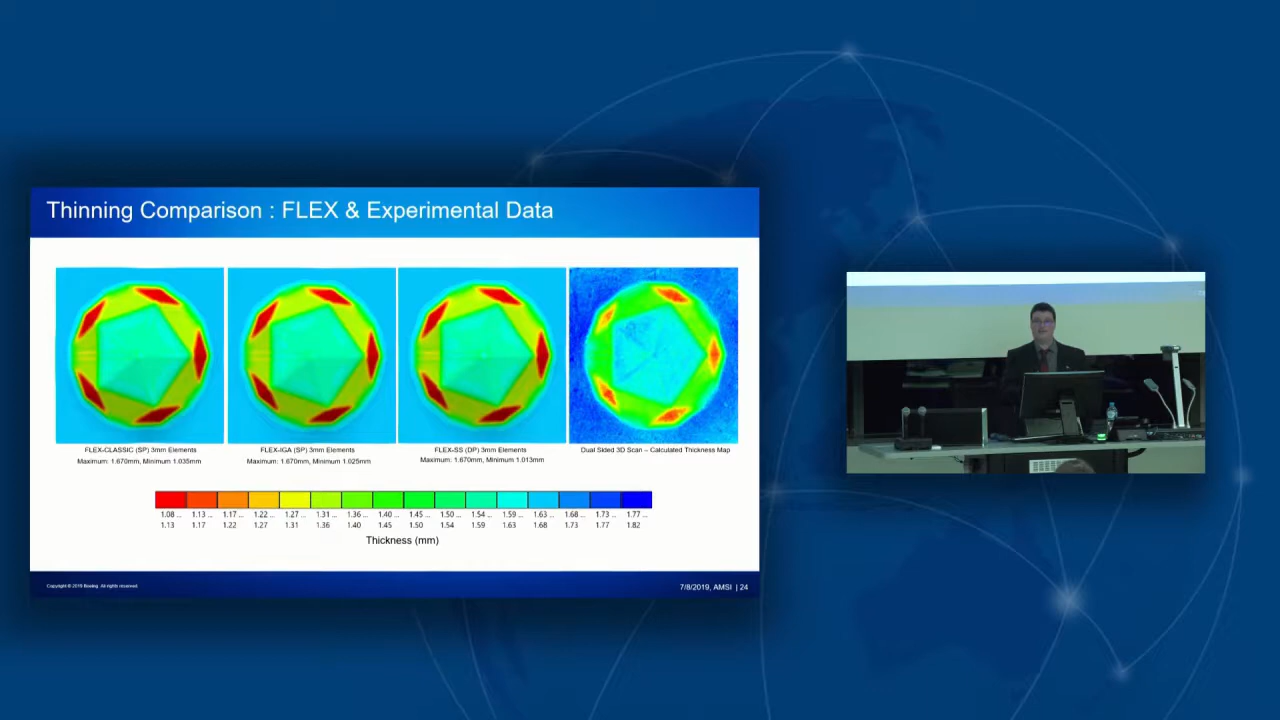 Thinning Comparison : FLEX & Experimental Data
FLEX-CLASSIC (SP) 3mm Elements
Maximum: 1.670mm, Minimum 1.035mm
FLEX-IGA (SP) 3mm Elements
Maximum: 1.670mm, Minimum 1.025mm
FLEX-SS (DP) 3mm Elements
Maximum: 1.670mm, Minimum 1.013mm
Dual Sided 3D Scan – Calculated Thickness Map
1.08 ... 1.13 ... 1.17 ... 1.22 ... 1.27 ... 1.31 ... 1.36 ... 1.40 ... 1.45 ... 1.50 ... 1.54 ... 1.59 ... 1.63 ... 1.68 ... 1.73 ... 1.77 ...
1.13 1.17 1.22 1.27 1.31 1.36 1.40 1.45 1.50 1.54 1.59 1.63 1.68 1.73 1.77 1.82
Thickness (mm)
Copyright © 2019 Boeing. All rights reserved.
7/8/2019, AMSI | 24